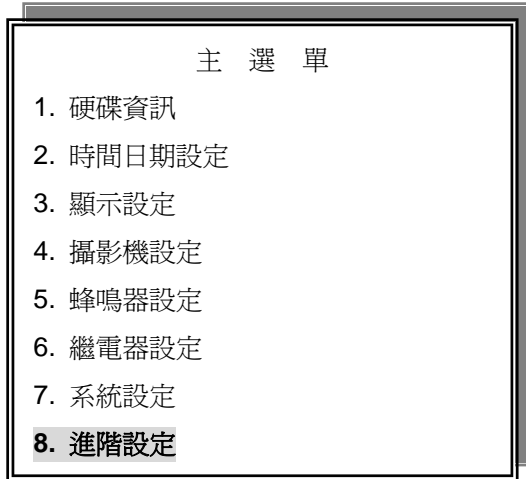 主 選 單
1. 硬碟資訊
2. 時間日期設定
3. 顯示設定
4. 攝影機設定
5. 蜂鳴器設定
6. 繼電器設定
7. 系統設定
8. 進階設定